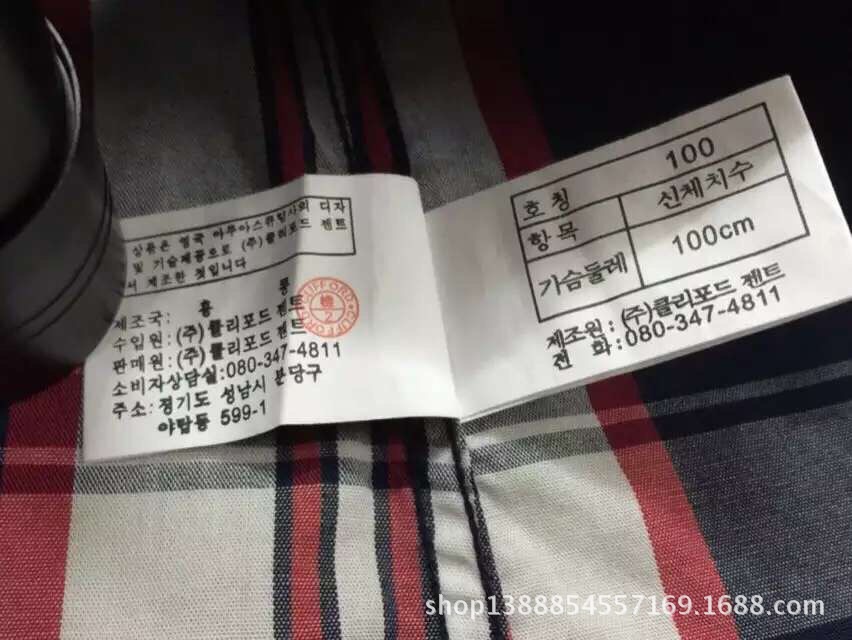 상품은 영국 아쿠아스큐텀사의 디자
및 기술제공으로 (주)클리포드 젠트
서 제조한 것입니다
제조국: 홍 콩
수입원: (주)클리포드 젠트
판매원: (주)클리포드 젠트
소비자상담실:080-347-4811
주소: 경기도 성남시 분당구
야탑동 599-1
CLIFFORD
검
2
CLIFFORD
호칭 100
항목 신체치수
가슴둘레 100cm
제조원: (주)클리포드 젠트
전 화:080-347-4811
shop1388854557169.1688.com